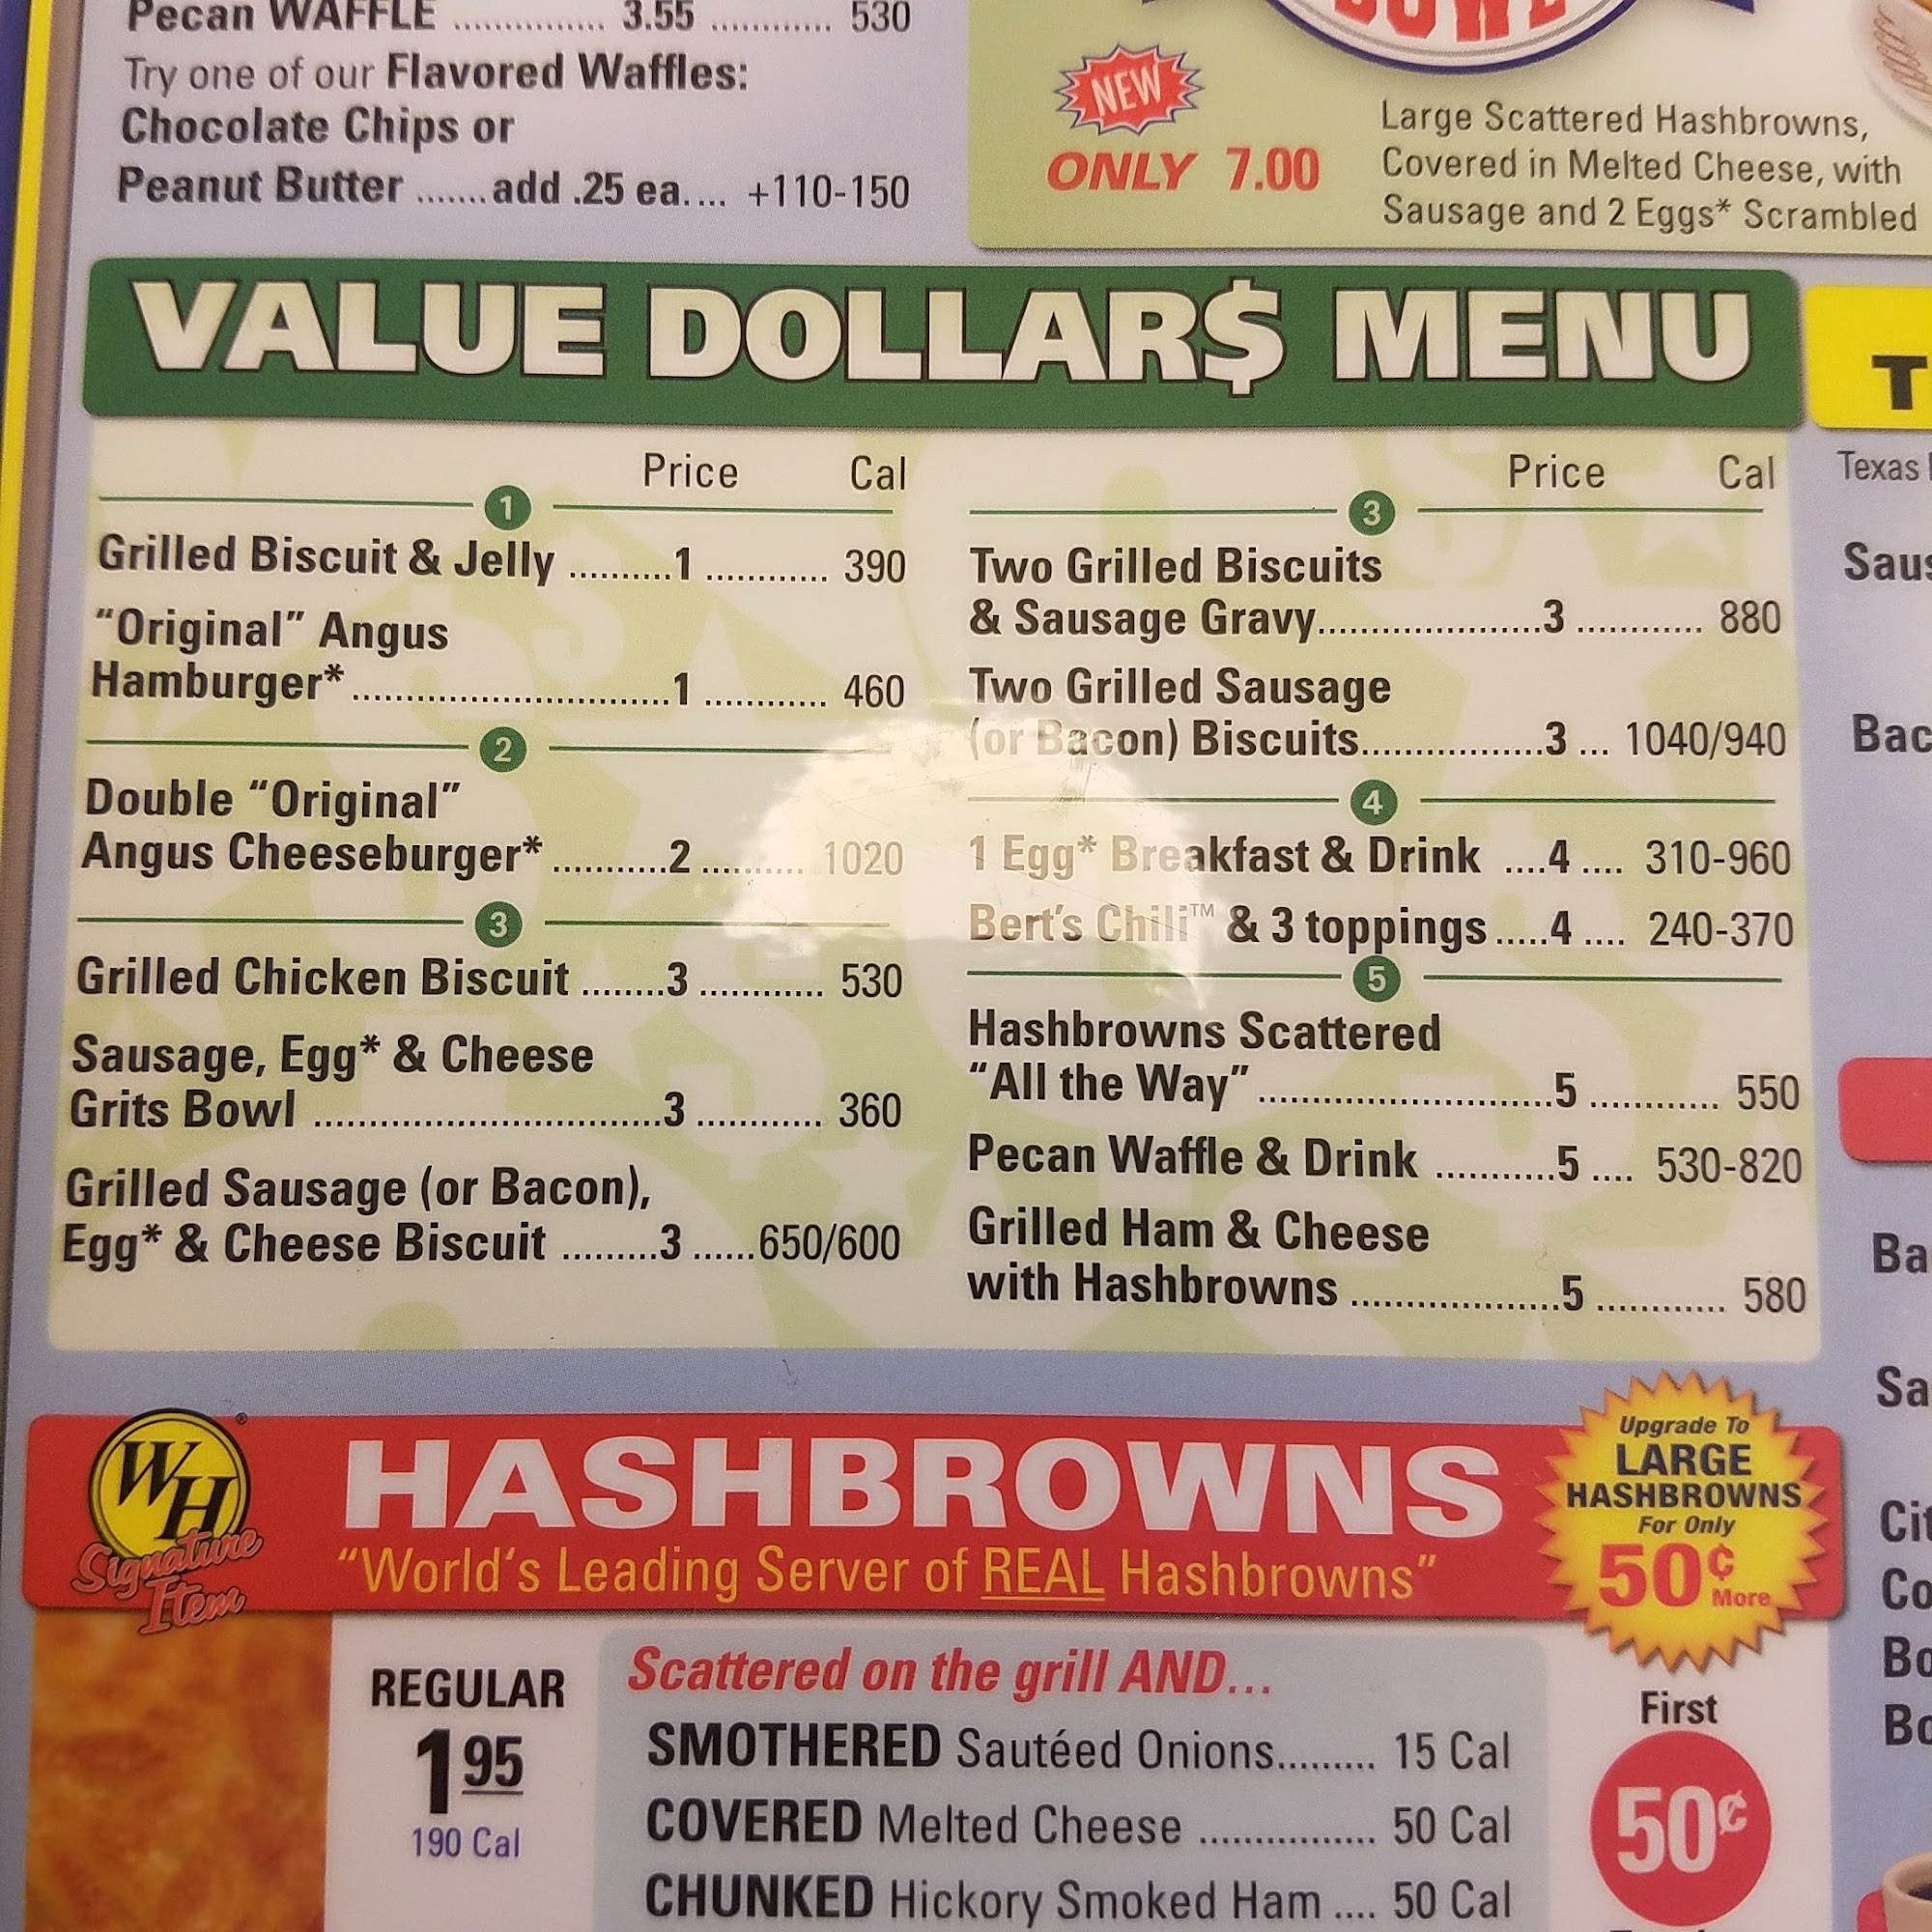 Pecan WAFFLE ............... 3.55 ............ 530
Try one of our Flavored Waffles:
Chocolate Chips or
Peanut Butter .......add .25 ea.... +110-150
BOWL
NEW
ONLY 7.00
Large Scattered Hashbrowns,
Covered in Melted Cheese, with
Sausage and 2 Eggs* Scrambled
VALUE DOLLAR$ MENU
Price Cal
1
Grilled Biscuit & Jelly ..........1 ............ 390
“Original” Angus
Hamburger* .............................1 ............ 460
2
Double “Original”
Angus Cheeseburger* ...........2 .......... 1020
3
Grilled Chicken Biscuit ........3 ............ 530
Sausage, Egg* & Cheese
Grits Bowl ................................3 ............ 360
Grilled Sausage (or Bacon),
Egg* & Cheese Biscuit .........3 ......650/600
Price Cal
3
Two Grilled Biscuits
& Sausage Gravy.....................3 ............ 880
Two Grilled Sausage
(or Bacon) Biscuits.................3 ... 1040/940
4
1 Egg* Breakfast & Drink ....4 .... 310-960
Bert’s Chili™ & 3 toppings .....4 .... 240-370
5
Hashbrowns Scattered
“All the Way” ...........................5 ............ 550
Pecan Waffle & Drink ...........5 .... 530-820
Grilled Ham & Cheese
with Hashbrowns ...................5 ............ 580
T
Texas
WH
®
Signature
Item
HASHBROWNS
“World‘s Leading Server of REAL Hashbrowns”
Upgrade To
LARGE
HASHBROWNS
For Only
50¢
More
REGULAR
1 95
190 Cal
Scattered on the grill AND...
SMOTHERED Sautéed Onions......... 15 Cal
COVERED Melted Cheese ................ 50 Cal
CHUNKED Hickory Smoked Ham .... 50 Cal
First
50¢